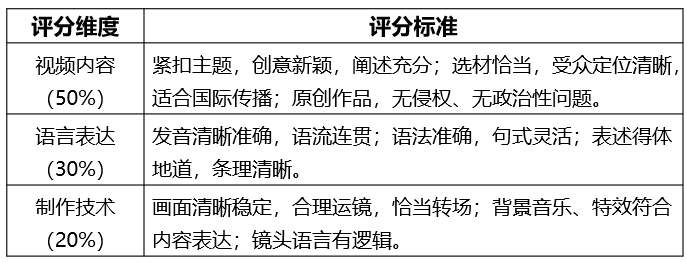 评分维度 评分标准
视频内容
（50%）
紧扣主题，创意新颖，阐述充分；选材恰当，受众定位清晰，
适合国际传播；原创作品，无侵权、无政治性问题。
语言表达
（30%）
发音清晰准确，语流连贯；语法准确，句式灵活；表述得体
地道，条理清晰。
制作技术
（20%）
画面清晰稳定，合理运镜，恰当转场；背景音乐、特效符合
内容表达；镜头语言有逻辑。